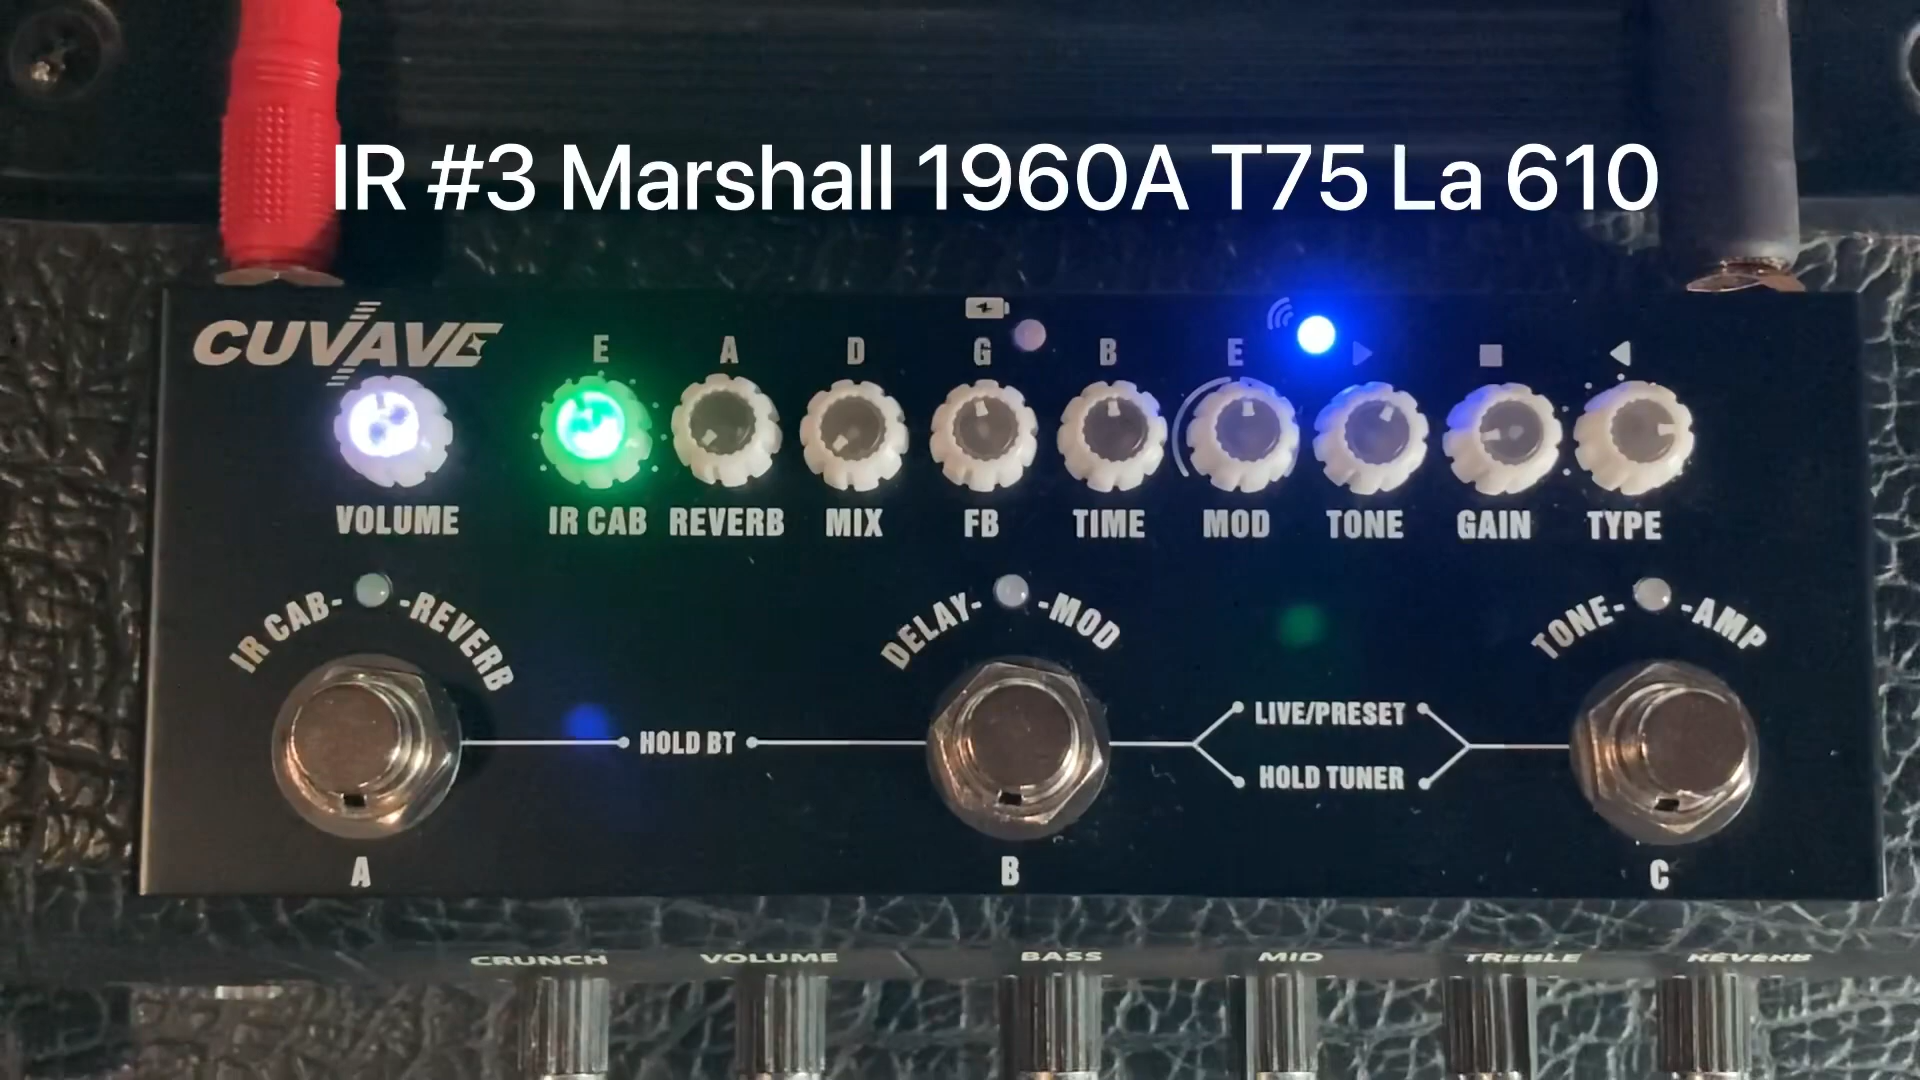 IR #3 Marshall 1960A T75 La 610
CUVAVE
E A D G B E
VOLUME IR CAB REVERB MIX FB TIME MOD TONE GAIN TYPE
IR CAB- -REVERB
DELAY- -MOD
TONE- -AMP
HOLD BT
LIVE/PRESET
HOLD TUNER
A B C
CRUNCH VOLUME BASS MID TREBLE REVERB